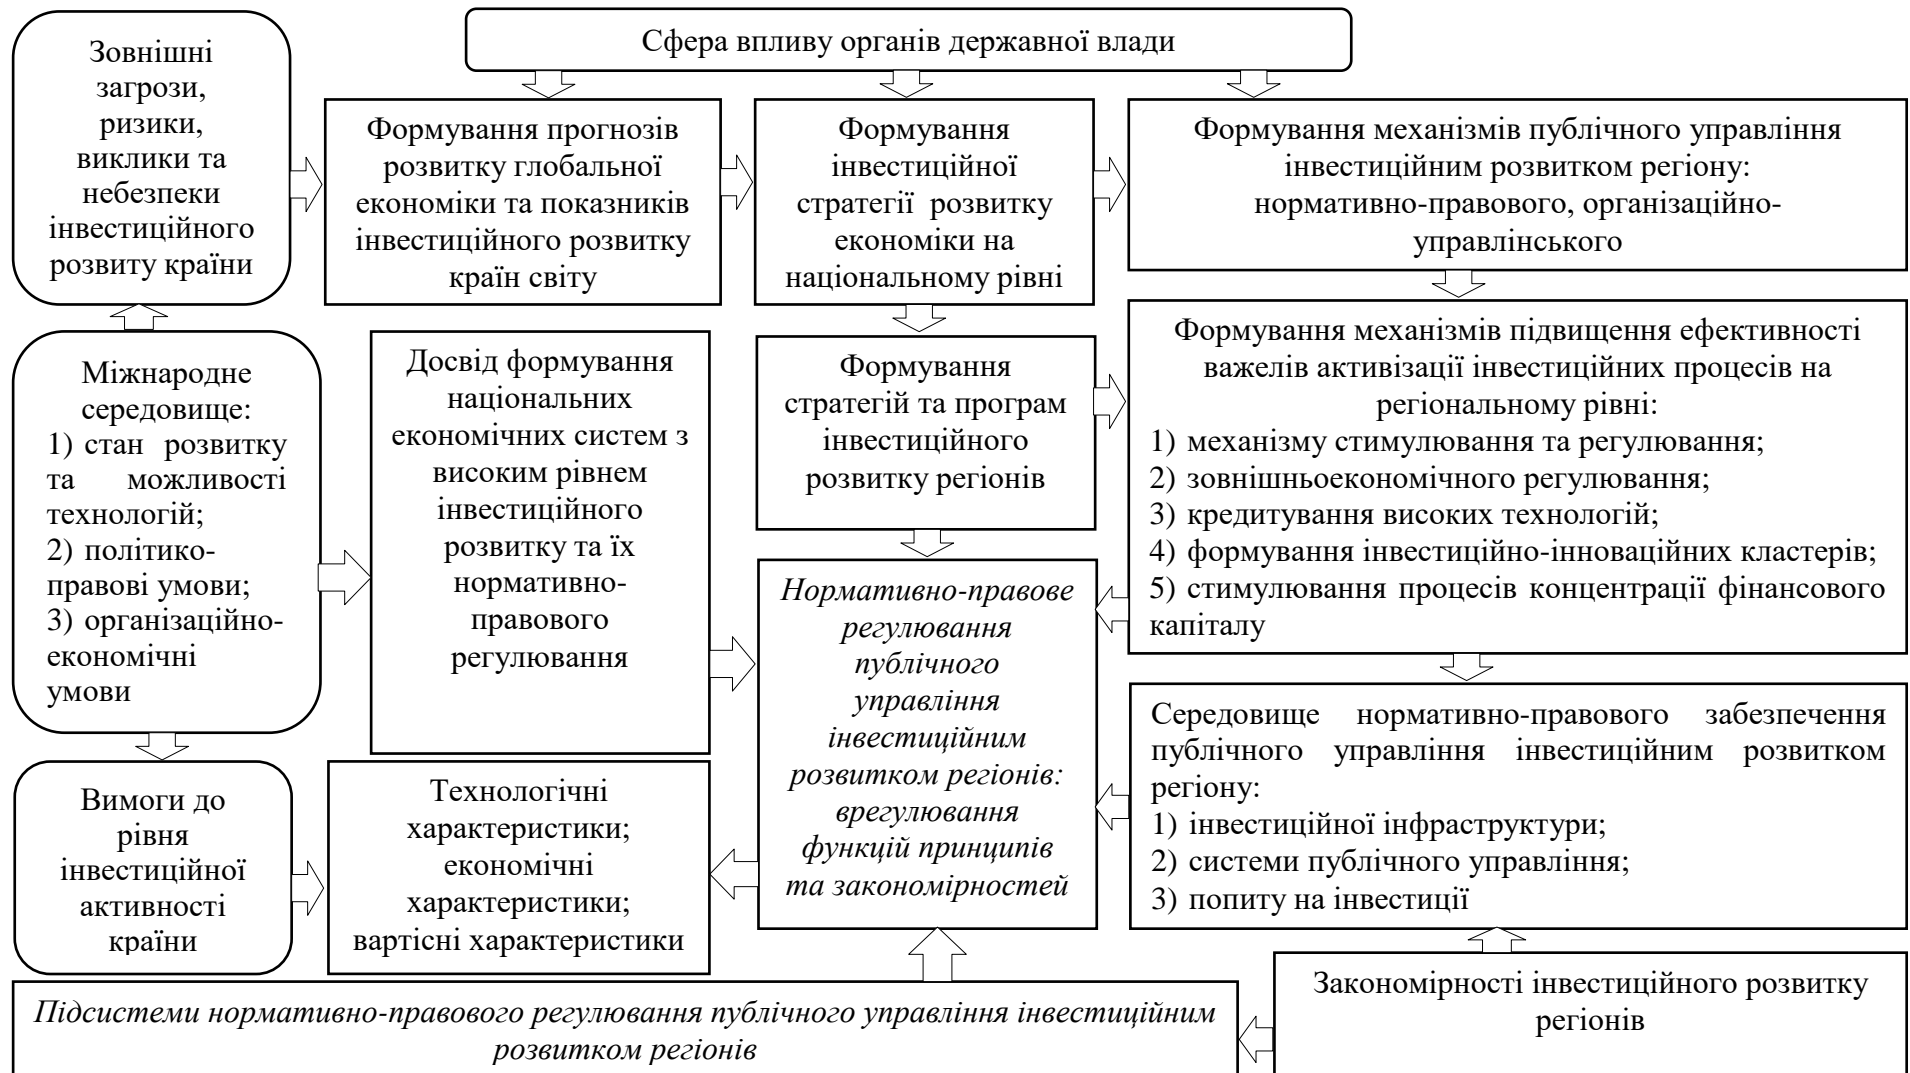 Сфера впливу органів державної влади
Зовнішні
загрози,
ризики,
виклики та
небезпеки
інвестиційного
розвиту країни
Формування прогнозів
розвитку глобальної
економіки та показників
інвестиційного розвитку
країн світу
Формування
інвестиційної
стратегії розвитку
економіки на
національному рівні
Формування механізмів публічного управління
інвестиційним розвитком регіону:
нормативно-правового, організаційно-
управлінського
Міжнародне
середовище:
1) стан розвитку
та можливості
технологій;
2) політико-
правові умови;
3) організаційно-
економічні
умови
Досвід формування
національних
економічних систем з
високим рівнем
інвестиційного
розвитку та їх
нормативно-
правового
регулювання
Формування
стратегій та програм
інвестиційного
розвитку регіонів
Формування механізмів підвищення ефективності
важелів активізації інвестиційних процесів на
регіональному рівні:
1) механізму стимулювання та регулювання;
2) зовнішньоекономічного регулювання;
3) кредитування високих технологій;
4) формування інвестиційно-інноваційних кластерів;
5) стимулювання процесів концентрації фінансового
капіталу
Нормативно-правове
регулювання
публічного
управління
інвестиційним
розвитком регіонів:
врегулювання
функцій принципів
та закономірностей
Середовище нормативно-правового забезпечення
публічного управління інвестиційним розвитком
регіону:
1) інвестиційної інфраструктури;
2) системи публічного управління;
3) попиту на інвестиції
Вимоги до
рівня
інвестиційної
активності
країни
Технологічні
характеристики;
економічні
характеристики;
вартісні характеристики
Підсистеми нормативно-правового регулювання публічного управління інвестиційним
розвитком регіонів
Закономірності інвестиційного розвитку
регіонів